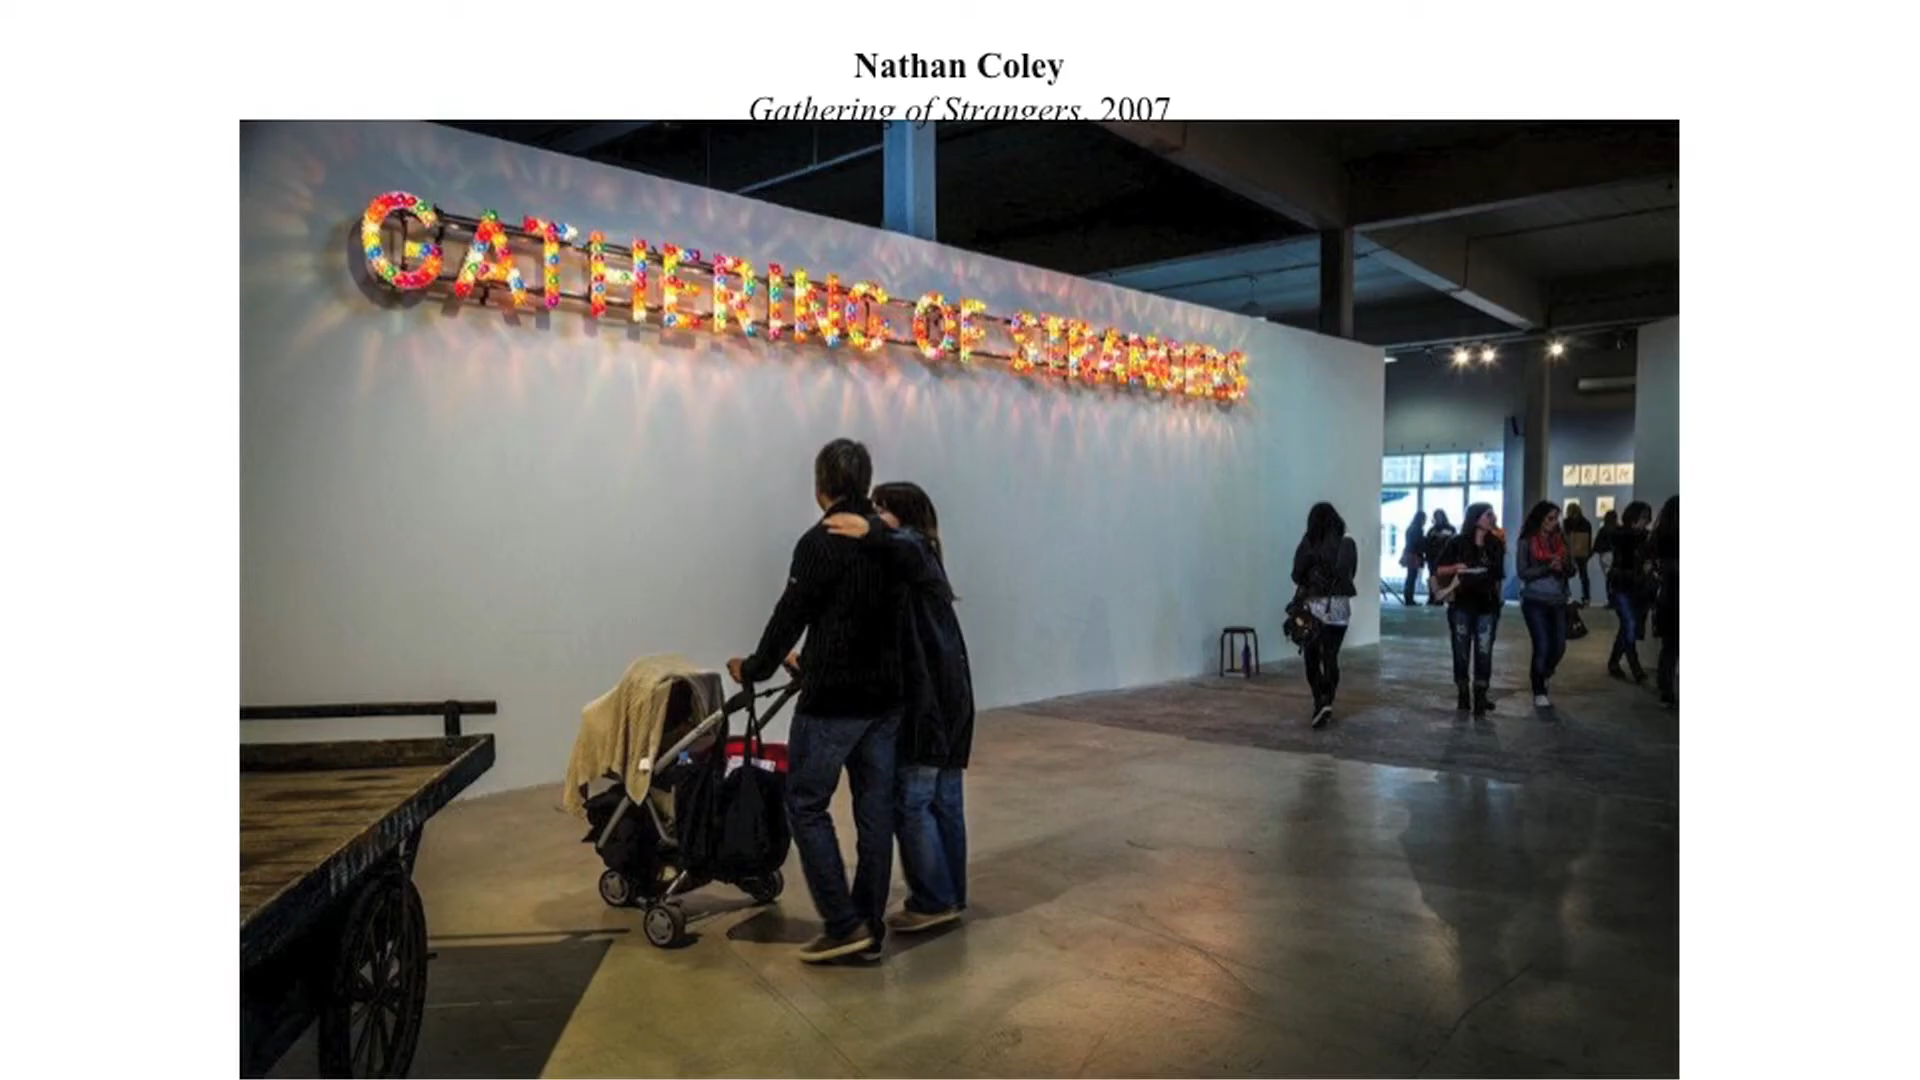 Nathan Coley
Gathering of Strangers, 2007
GATHERING OF STRANGERS